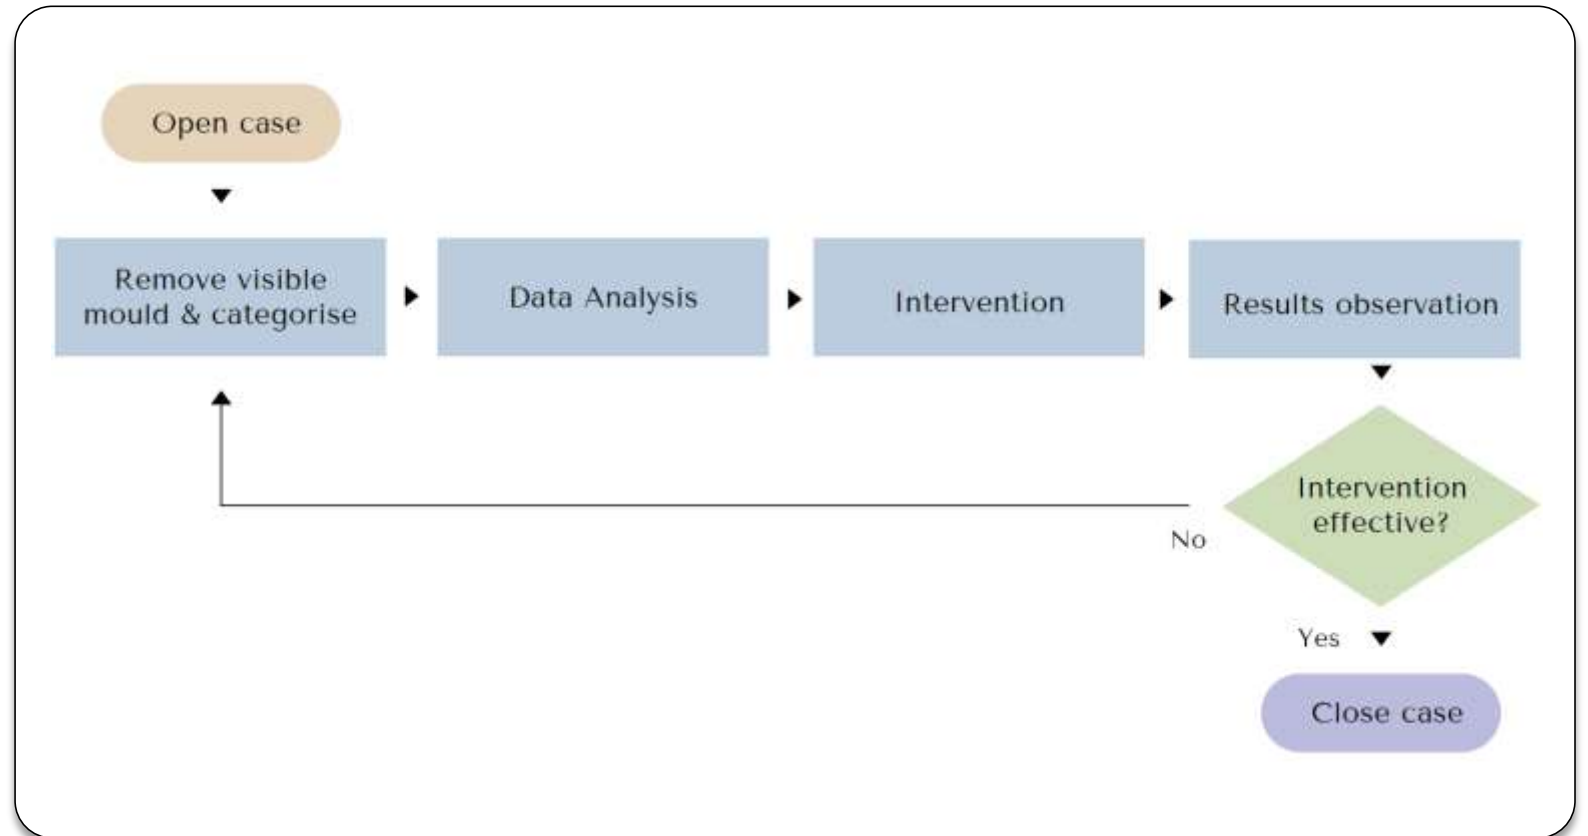 Open case
Remove visible
mould & categorise
Data Analysis
Intervention
Results observation
Intervention
effective?
No
Yes
Close case